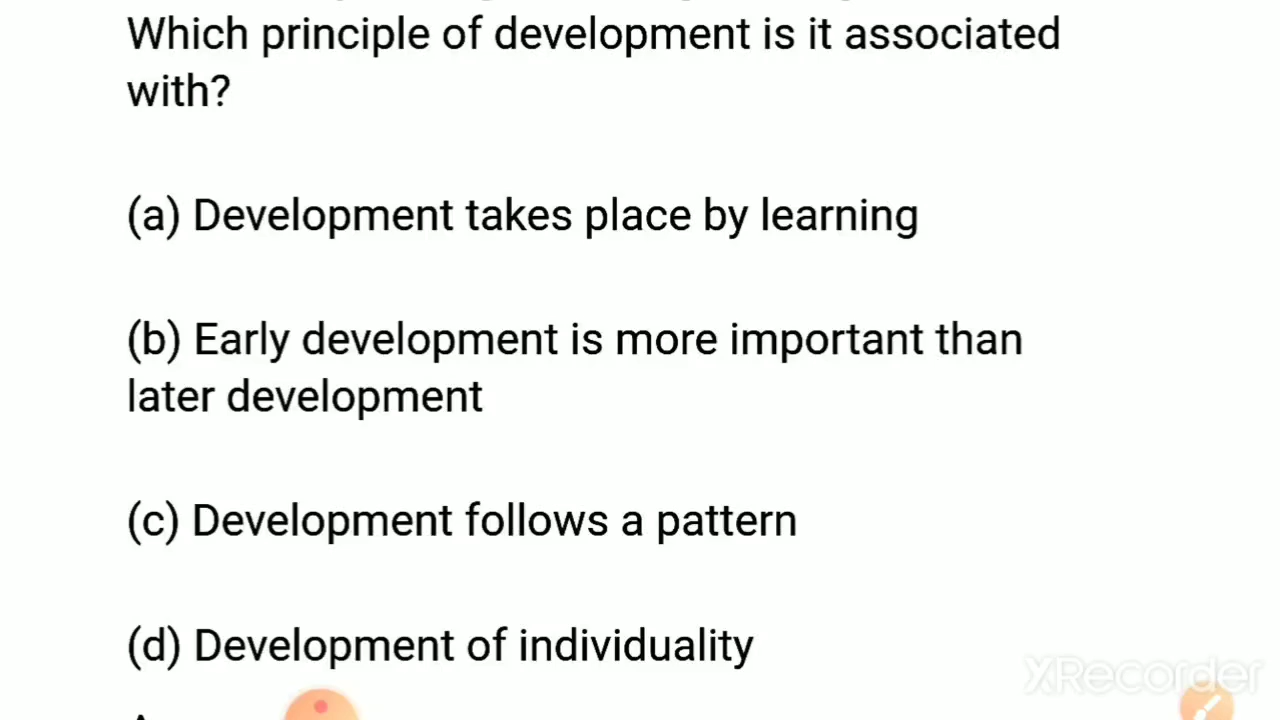 Which principle of development is it associated
with?
(a) Development takes place by learning
(b) Early development is more important than
later development
(c) Development follows a pattern
(d) Development of individuality
XRecorder